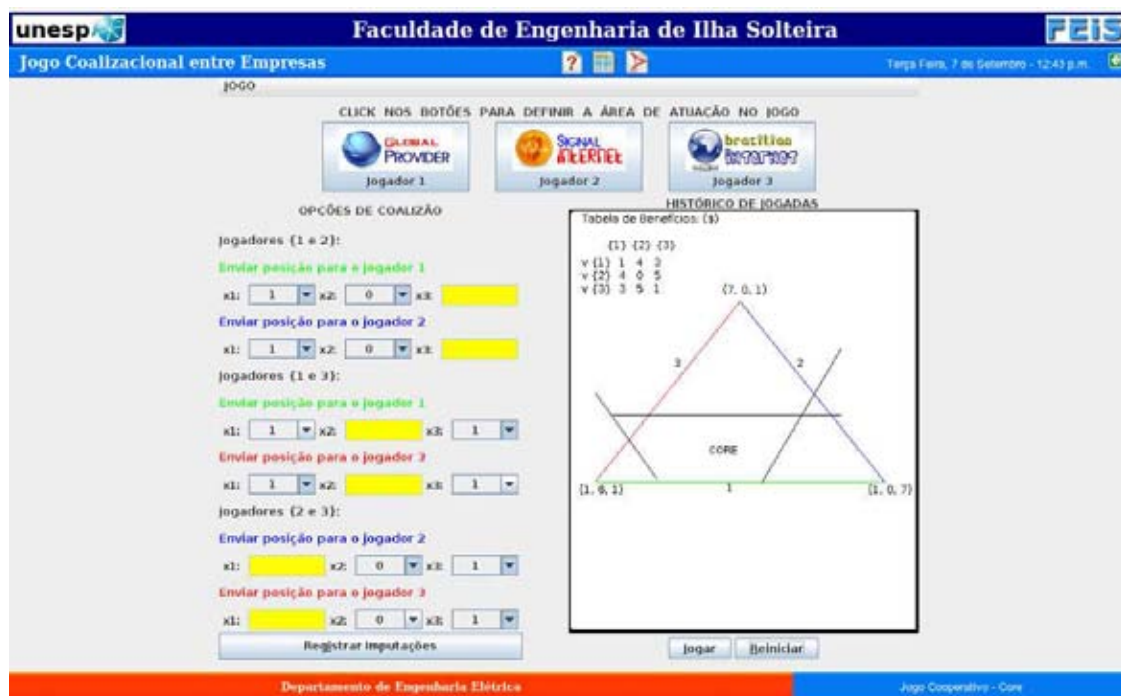 unesp
Faculdade de Engenharia de Ilha Solteira
FEIS
Jogo Coalizacional entre Empresas
Terça Feira, 7 de Setembro - 12:43 p.m.
JOGO
CLICK NOS BOTÕES PARA DEFINIR A ÁREA DE ATUACÃO NO JOGO
GLOBAL PROVIDER
SIGNAL INTERNET
brazilian internet
Jogador 1
Jogador 2
Jogador 3
OPCÕES DE COALIZÃO
HISTÓRICO DE JOGADAS
Jogadores {1 e 2}:
Enviar posição para o jogador 1
x1: 1 x2: 0 x3:
Enviar posição para o jogador 2
x1: 1 x2: 0 x3:
Jogadores {1 e 3}:
Enviar posição para o jogador 1
x1: 1 x2: x3: 1
Enviar posição para o jogador 3
x1: 1 x2: x3: 1
Jogadores {2 e 3}:
Enviar posição para o jogador 2
x1: x2: 0 x3: 1
Enviar posição para o jogador 3
x1: x2: 0 x3: 1
Registrar imputações
Tabela de Benefícios: ($)
{1} {2} {3}
v {1} 1 4 3
v {2} 4 0 5
v {3} 3 5 1
(7, 0, 1)
3
2
CORE
(1, 6, 1)
1
(1, 0, 7)
Jogar
Reiniciar
Departamento de Engenharia Elétrica
Jogo Cooperativo - Core